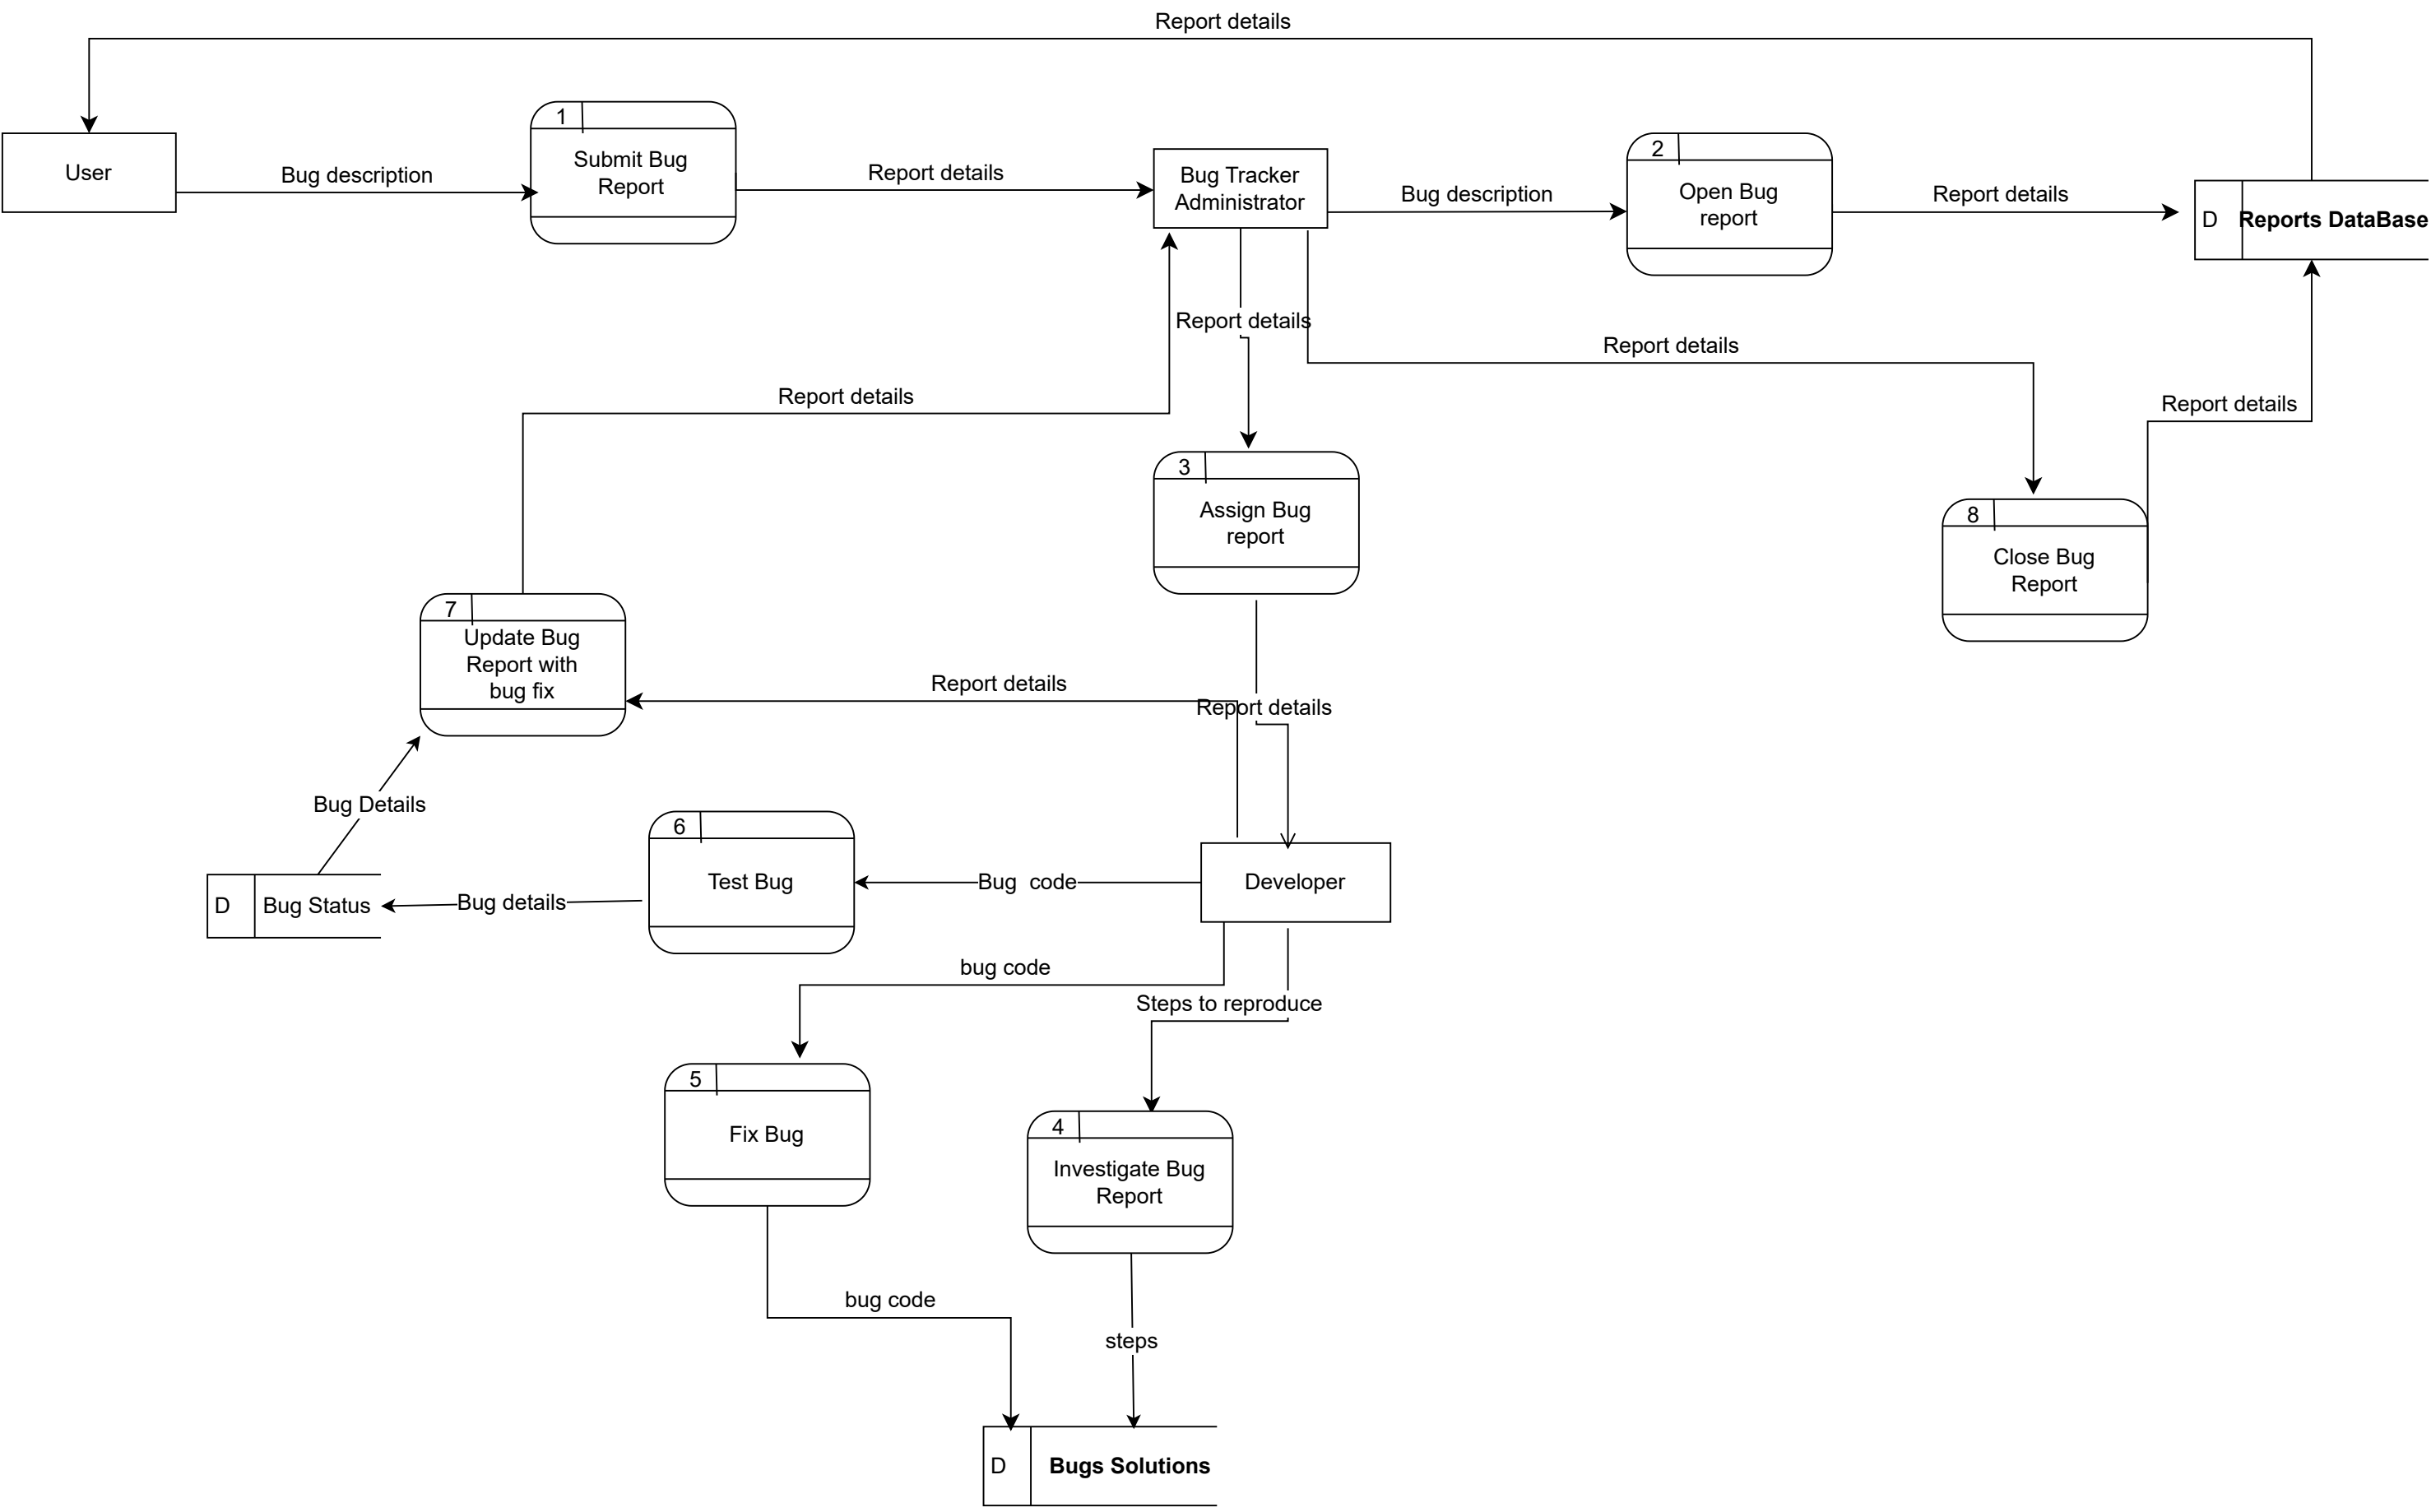 Report details
User
Bug description
1
Submit Bug
Report
Report details
Bug Tracker
Administrator
Bug description
2
Open Bug
report
Report details
D
Reports DataBase
Report details
Report details
Report details
Report details
3
Assign Bug
report
8
Close Bug
Report
7
Update Bug
Report with
bug fix
Report details
Report details
Bug Details
6
Test Bug
Bug  code
Developer
D
Bug Status
Bug details
bug code
Steps to reproduce
5
Fix Bug
4
Investigate Bug
Report
bug code
steps
D
Bugs Solutions